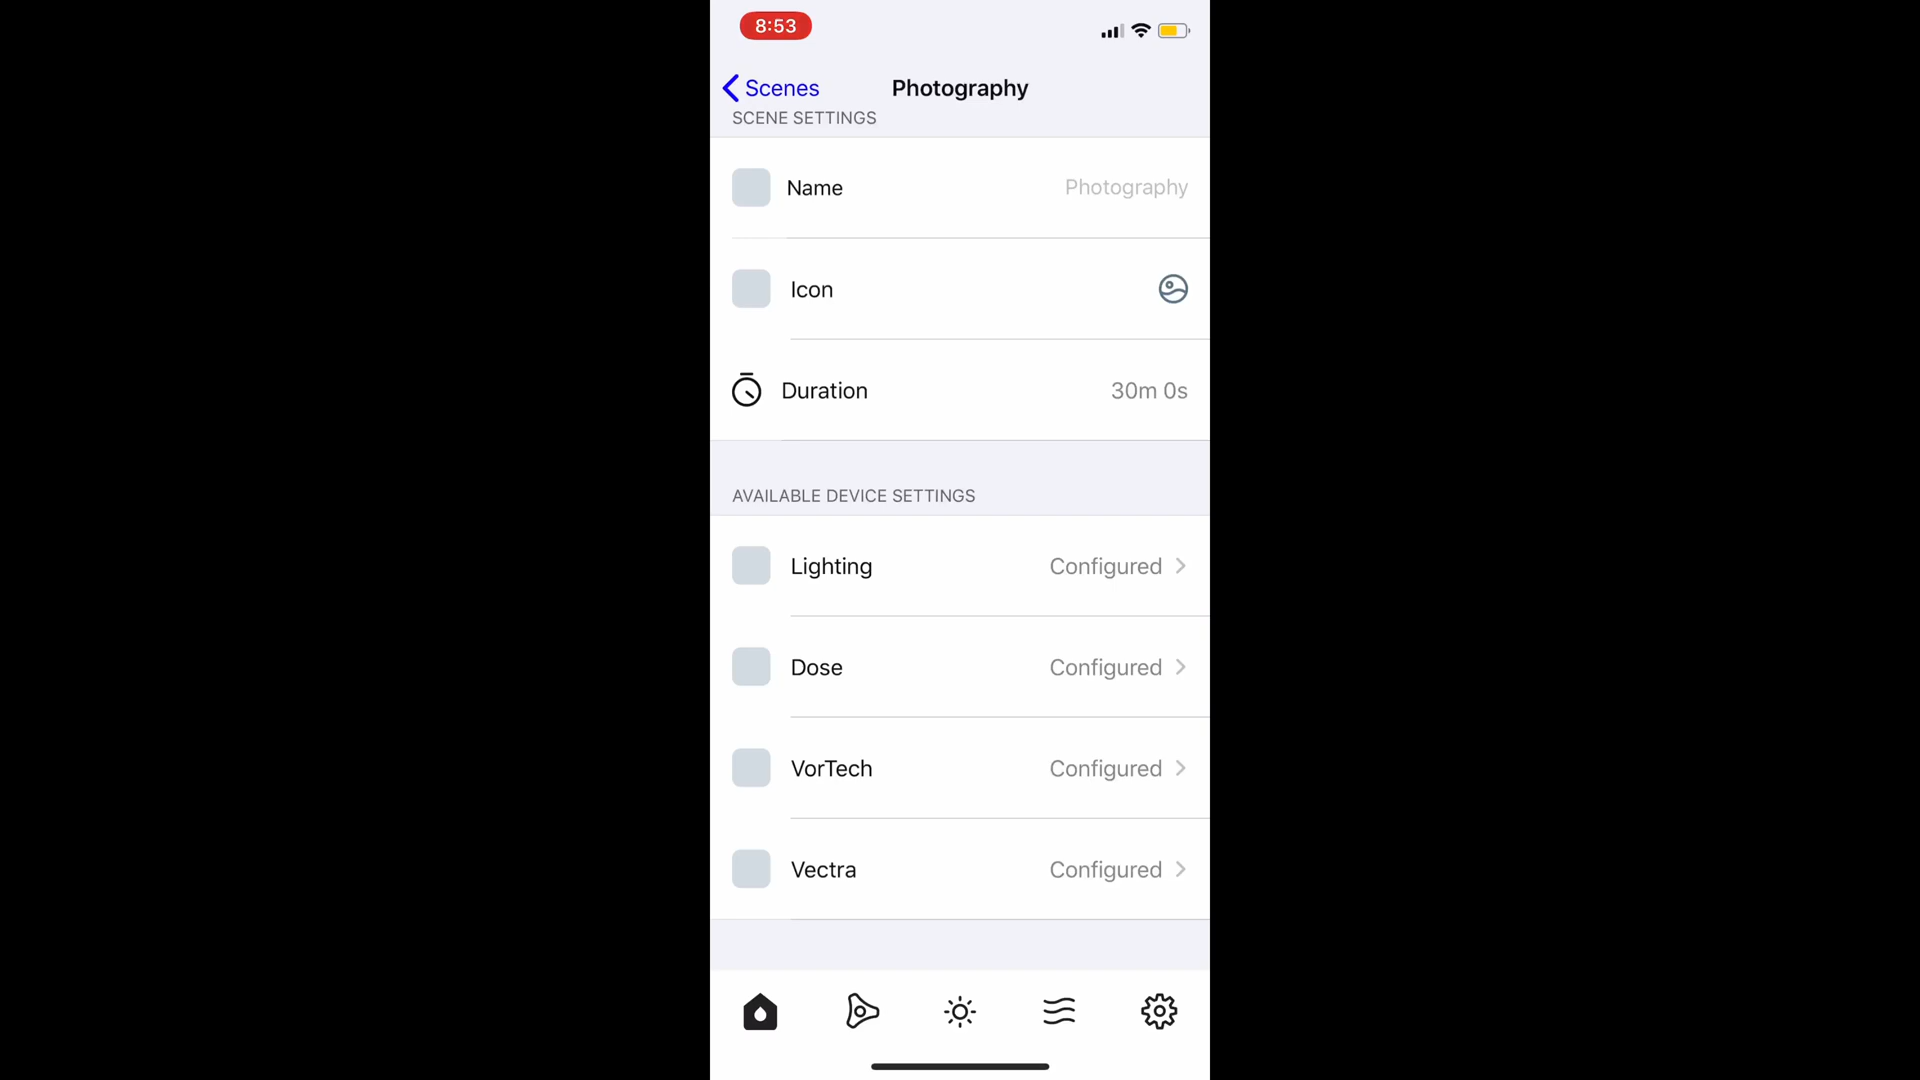 8:53
Scenes
Photography
SCENE SETTINGS
Name
Photography
Icon
Duration
30m 0s
AVAILABLE DEVICE SETTINGS
Lighting
Configured
Dose
Configured
VorTech
Configured
Vectra
Configured